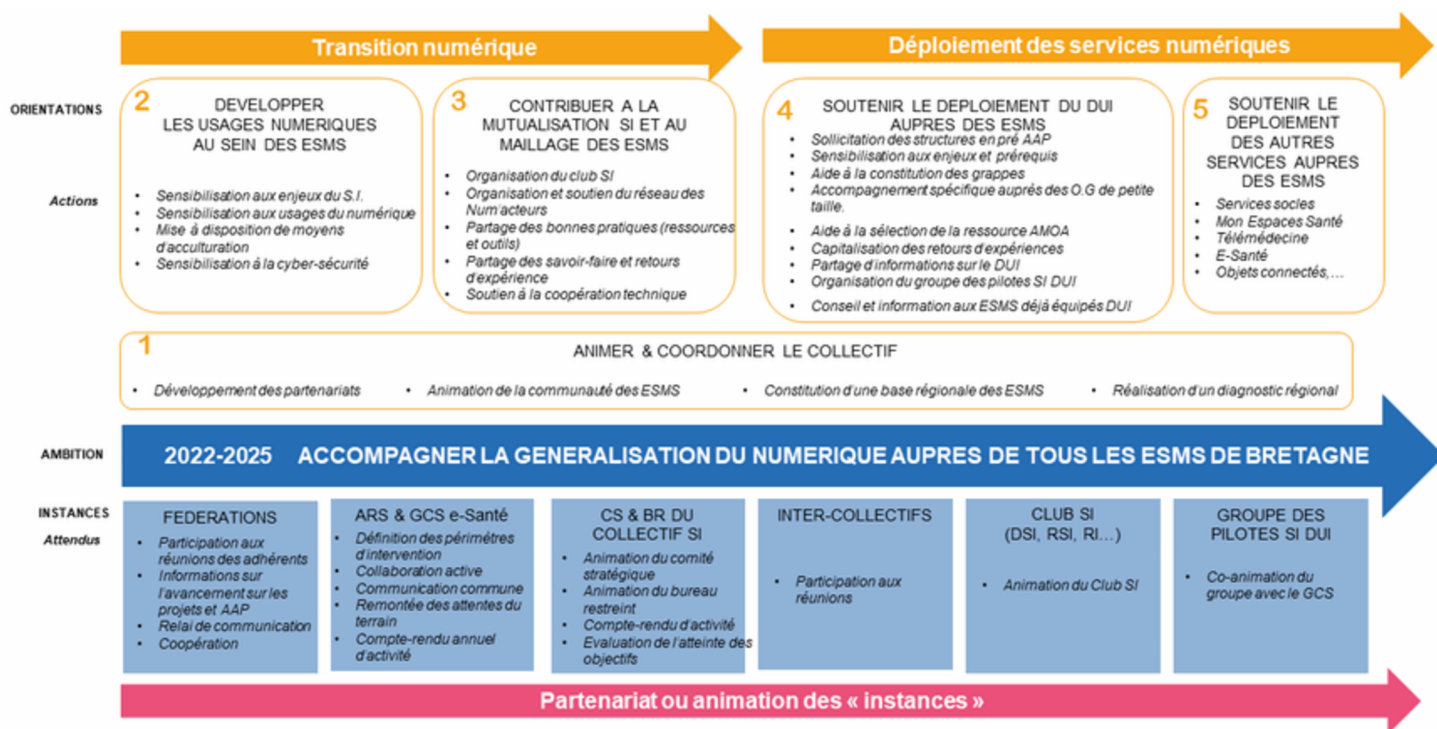 Transition numérique
Déploiement des services numériques
ORIENTATIONS
Actions
2
DEVELOPPER
LES USAGES NUMERIQUES
AU SEIN DES ESMS
• Sensibilisation aux enjeux du S.I.
• Sensibilisation aux usages du numérique
• Mise à disposition de moyens
d'acculturation
• Sensibilisation à la cyber-sécurité
3
CONTRIBUER A LA
MUTUALISATION SI ET AU
MAILLAGE DES ESMS
• Organisation du club SI
• Organisation et soutien du réseau des
Num'acteurs
• Partage des bonnes pratiques (ressources
et outils)
• Partage des savoir-faire et retours
d'expérience
• Soutien à la coopération technique
4
SOUTENIR LE DEPLOIEMENT DU DUI
AUPRES DES ESMS
• Sollicitation des structures en pré AAP
• Sensibilisation aux enjeux et prérequis
• Aide à la constitution des grappes
• Accompagnement spécifique auprès des O.G de petite
taille.
• Aide à la sélection de la ressource AMOA
• Capitalisation des retours d'expériences
• Partage d'informations sur le DUI
• Organisation du groupe des pilotes SI DUI
• Conseil et information aux ESMS déjà équipés DUI
5
SOUTENIR LE
DEPLOIEMENT
DES AUTRES
SERVICES AUPRES
DES ESMS
• Services socles
• Mon Espaces Santé
• Télémédecine
• E-Santé
• Objets connectés,…
1
ANIMER & COORDONNER LE COLLECTIF
• Développement des partenariats
• Animation de la communauté des ESMS
• Constitution d'une base régionale des ESMS
• Réalisation d'un diagnostic régional
AMBITION
2022-2025 ACCOMPAGNER LA GENERALISATION DU NUMERIQUE AUPRES DE TOUS LES ESMS DE BRETAGNE
INSTANCES
Attendus
FEDERATIONS
• Participation aux
réunions des adhérents
• Informations sur
l'avancement sur les
projets et AAP
• Relai de communication
• Coopération
ARS & GCS e-Santé
• Définition des périmètres
d'intervention
• Collaboration active
• Communication commune
• Remontée des attentes du
terrain
• Compte-rendu annuel
d'activité
CS & BR DU
COLLECTIF SI
• Animation du comité
stratégique
• Animation du bureau
restreint
• Compte-rendu d'activité
• Evaluation de l'atteinte des
objectifs
INTER-COLLECTIFS
• Participation aux
réunions
CLUB SI
(DSI, RSI, RI…)
• Animation du Club SI
GROUPE DES
PILOTES SI DUI
• Co-animation du
groupe avec le GCS
Partenariat ou animation des « instances »